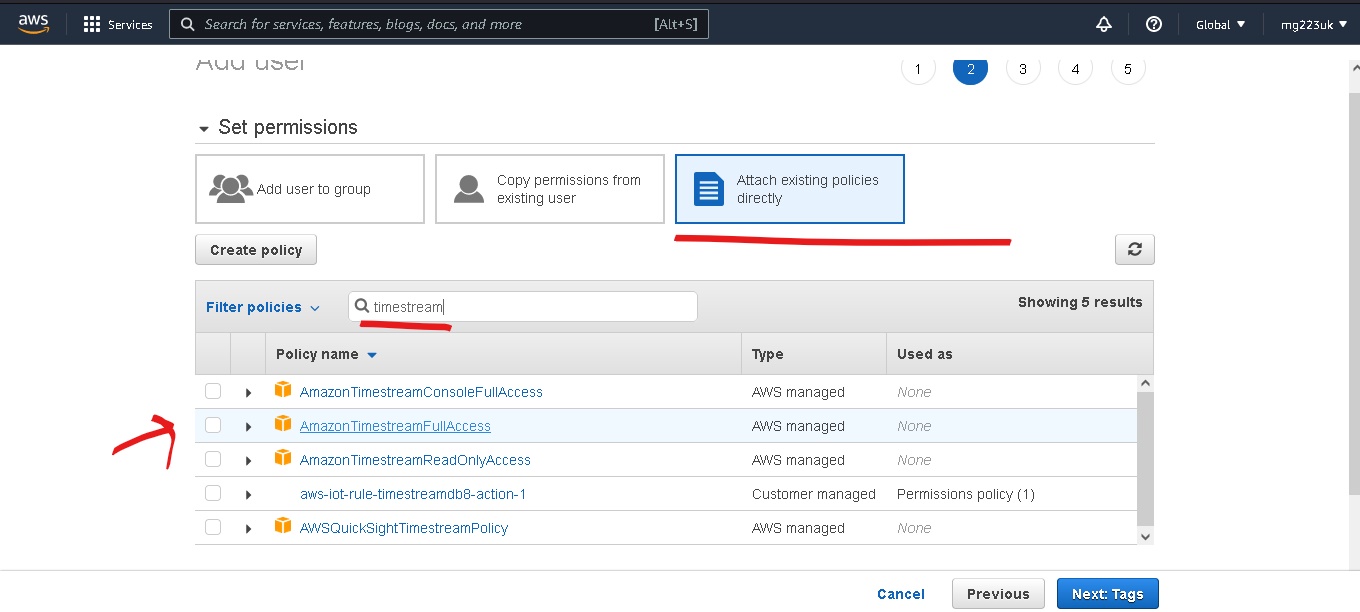 aws Services Search for services, features, blogs, docs, and more [Alt+S] Global mg223uk
Add user 1 2 3 4 5
Set permissions
Add user to group
Copy permissions from
existing user
Attach existing policies
directly
Create policy
Filter policies timestream Showing 5 results
Policy name Type Used as
AmazonTimestreamConsoleFullAccess AWS managed None
AmazonTimestreamFullAccess AWS managed None
AmazonTimestreamReadOnlyAccess AWS managed None
aws-iot-rule-timestreamdb8-action-1 Customer managed Permissions policy (1)
AWSQuickSightTimestreamPolicy AWS managed None
Cancel Previous Next: Tags